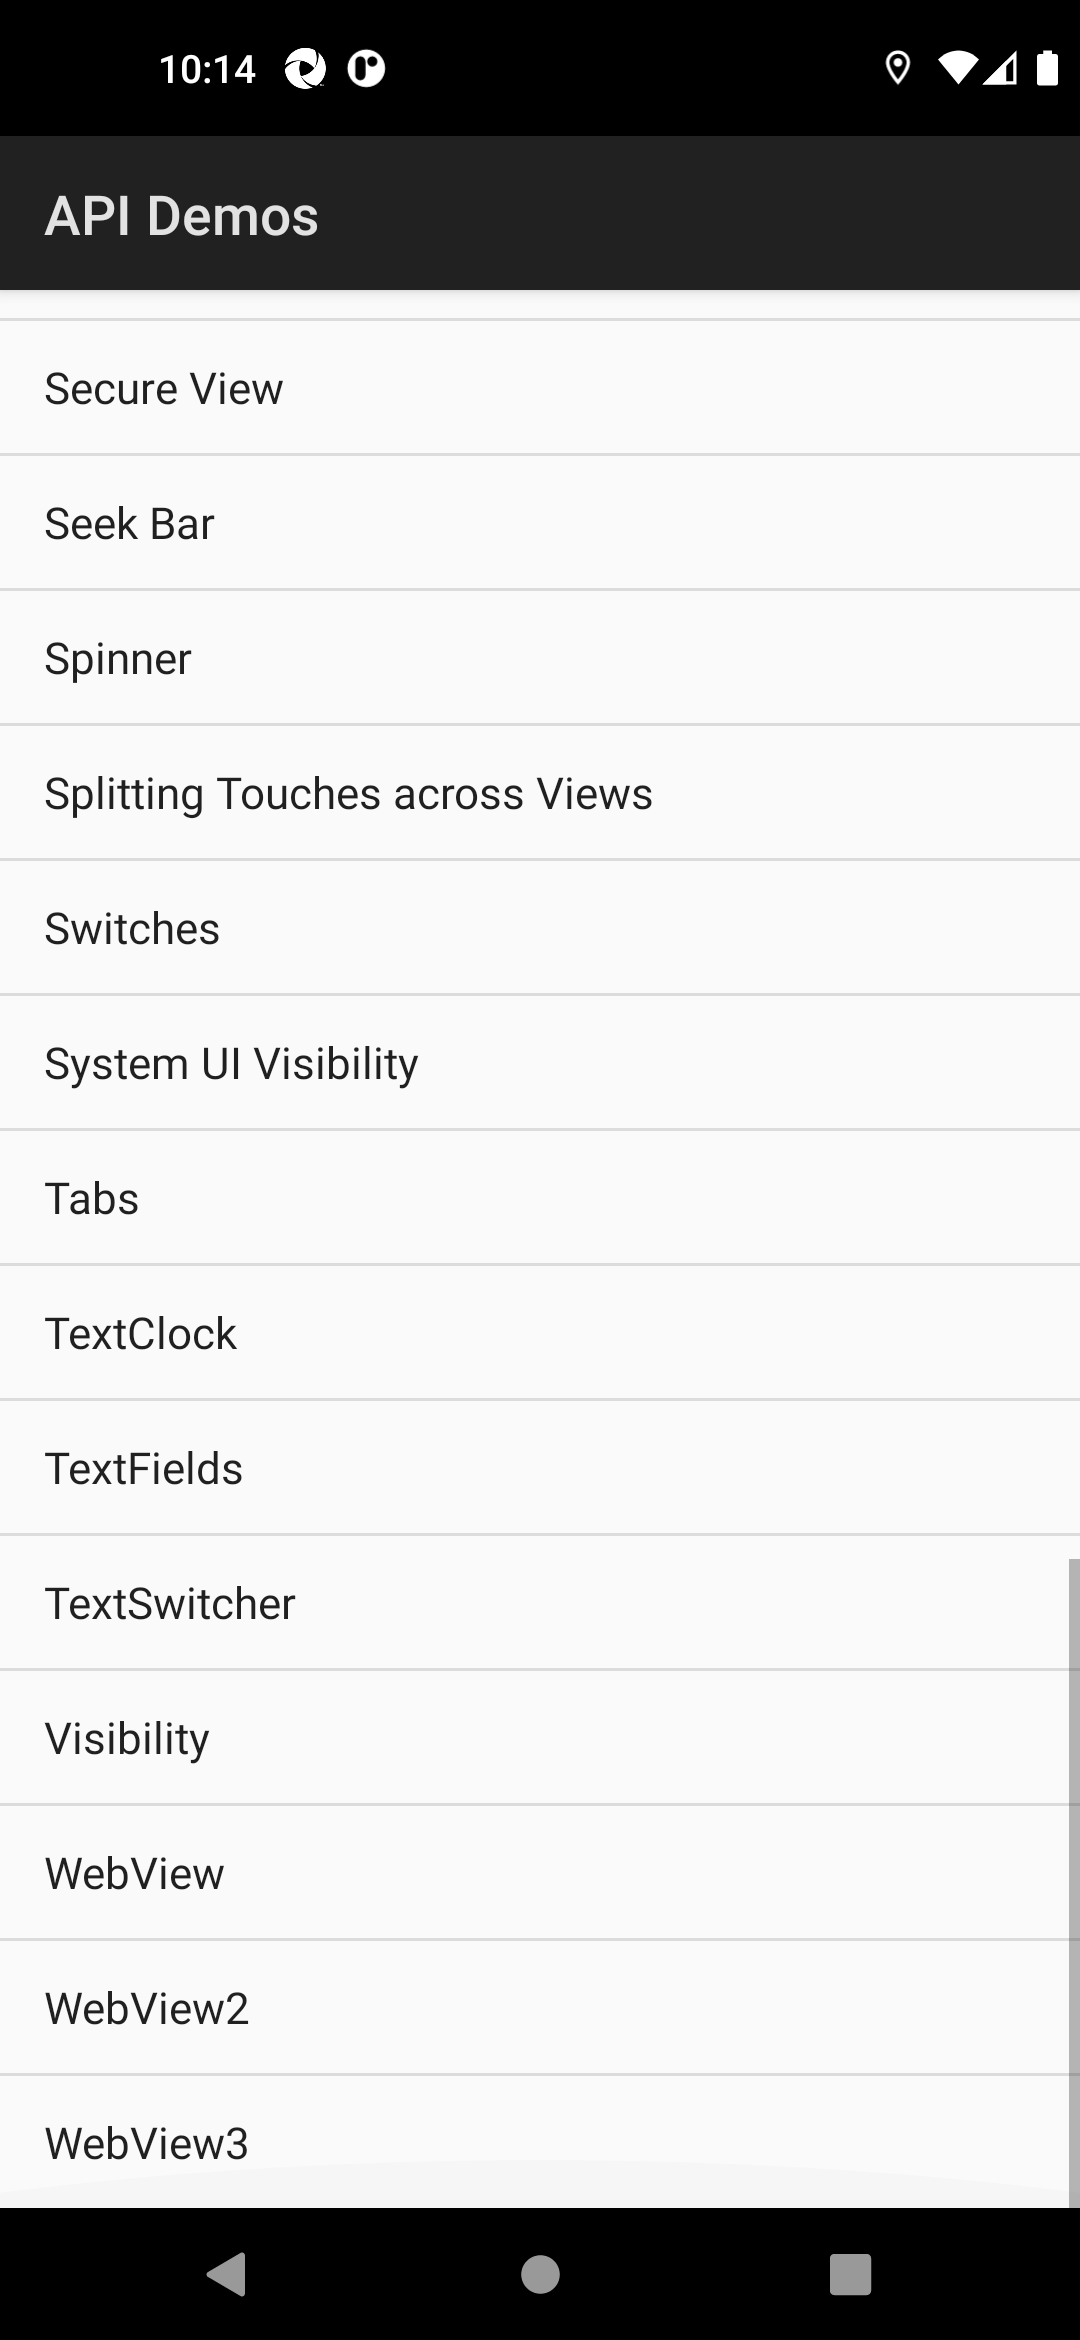 10:14
API Demos
Secure View
Seek Bar
Spinner
Splitting Touches across Views
Switches
System UI Visibility
Tabs
TextClock
TextFields
TextSwitcher
Visibility
WebView
WebView2
WebView3